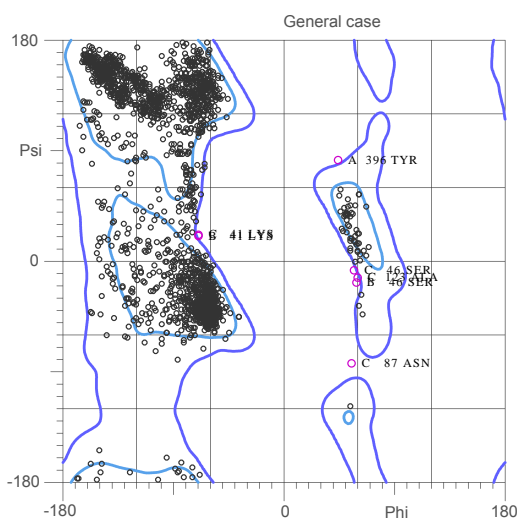 General case
180
Psi
A 396 TYR
41 LYS
0
C 46 SER
C 123
46 SER
C 87 ASN
-180
-180 0 Phi 180